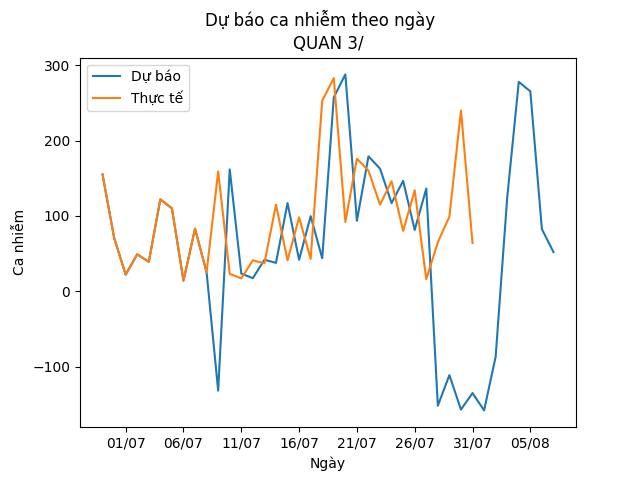 Dự báo ca nhiễm theo ngày
QUAN 3/
Dự báo
Thực tế
Ca nhiễm
300
200
100
0
−100
01/07 06/07 11/07 16/07 21/07 26/07 31/07 05/08
Ngày